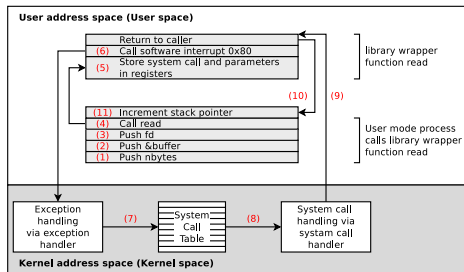 User address space (User space)
Return to caller
(6) Call software interrupt 0x80
(5) Store system call and parameters
in registers
library wrapper
function read
(10)
(9)
(11) Increment stack pointer
(4) Call read
(3) Push fd
(2) Push &buffer
(1) Push nbytes
User mode process
calls library wrapper
function read
Exception
handling
via exception
handler
(7)
System
Call
Table
(8)
System call
handling via
systam call
handler
Kernel address space (Kernel space)